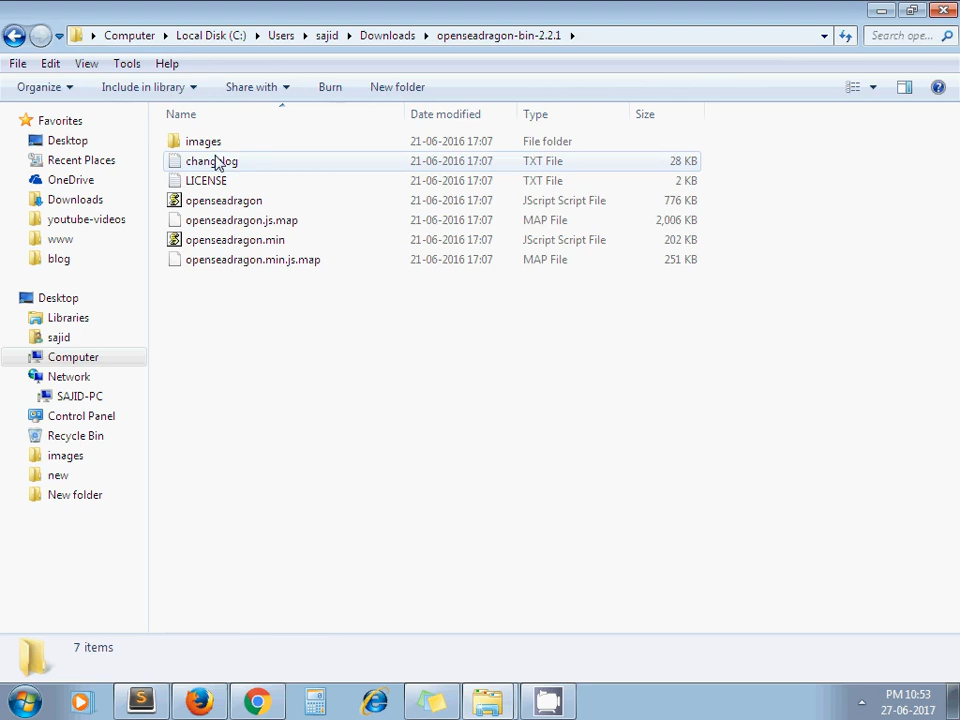 Computer Local Disk (C:) Users sajid Downloads openseadragon-bin-2.2.1 Search ope...
File Edit View Tools Help
Organize Include in library Share with Burn New folder
Name Date modified Type Size
Favorites
Desktop
Recent Places
OneDrive
Downloads
youtube-videos
www
blog
Desktop
Libraries
sajid
Computer
Network
SAJID-PC
Control Panel
Recycle Bin
images
new
New folder
images 21-06-2016 17:07 File folder
changelog 21-06-2016 17:07 TXT File 28 KB
LICENSE 21-06-2016 17:07 TXT File 2 KB
openseadragon 21-06-2016 17:07 JScript Script File 776 KB
openseadragon.js.map 21-06-2016 17:07 MAP File 2,006 KB
openseadragon.min 21-06-2016 17:07 JScript Script File 202 KB
openseadragon.min.js.map 21-06-2016 17:07 MAP File 251 KB
7 items
PM 10:53
27-06-2017